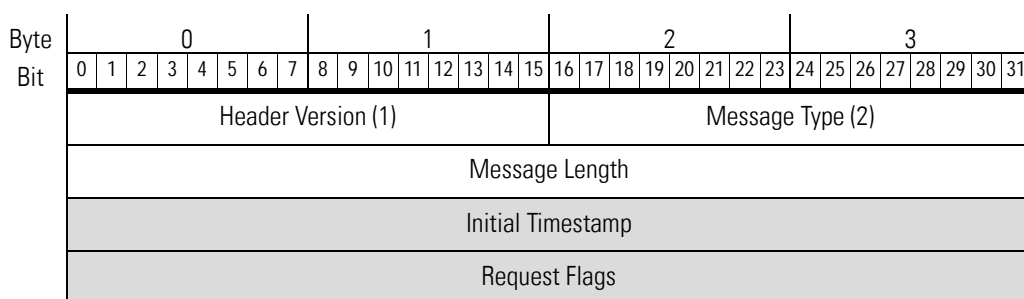 Byte 0 1 2 3
Bit 0 1 2 3 4 5 6 7 8 9 10 11 12 13 14 15 16 17 18 19 20 21 22 23 24 25 26 27 28 29 30 31
Header Version (1) Message Type (2)
Message Length
Initial Timestamp
Request Flags